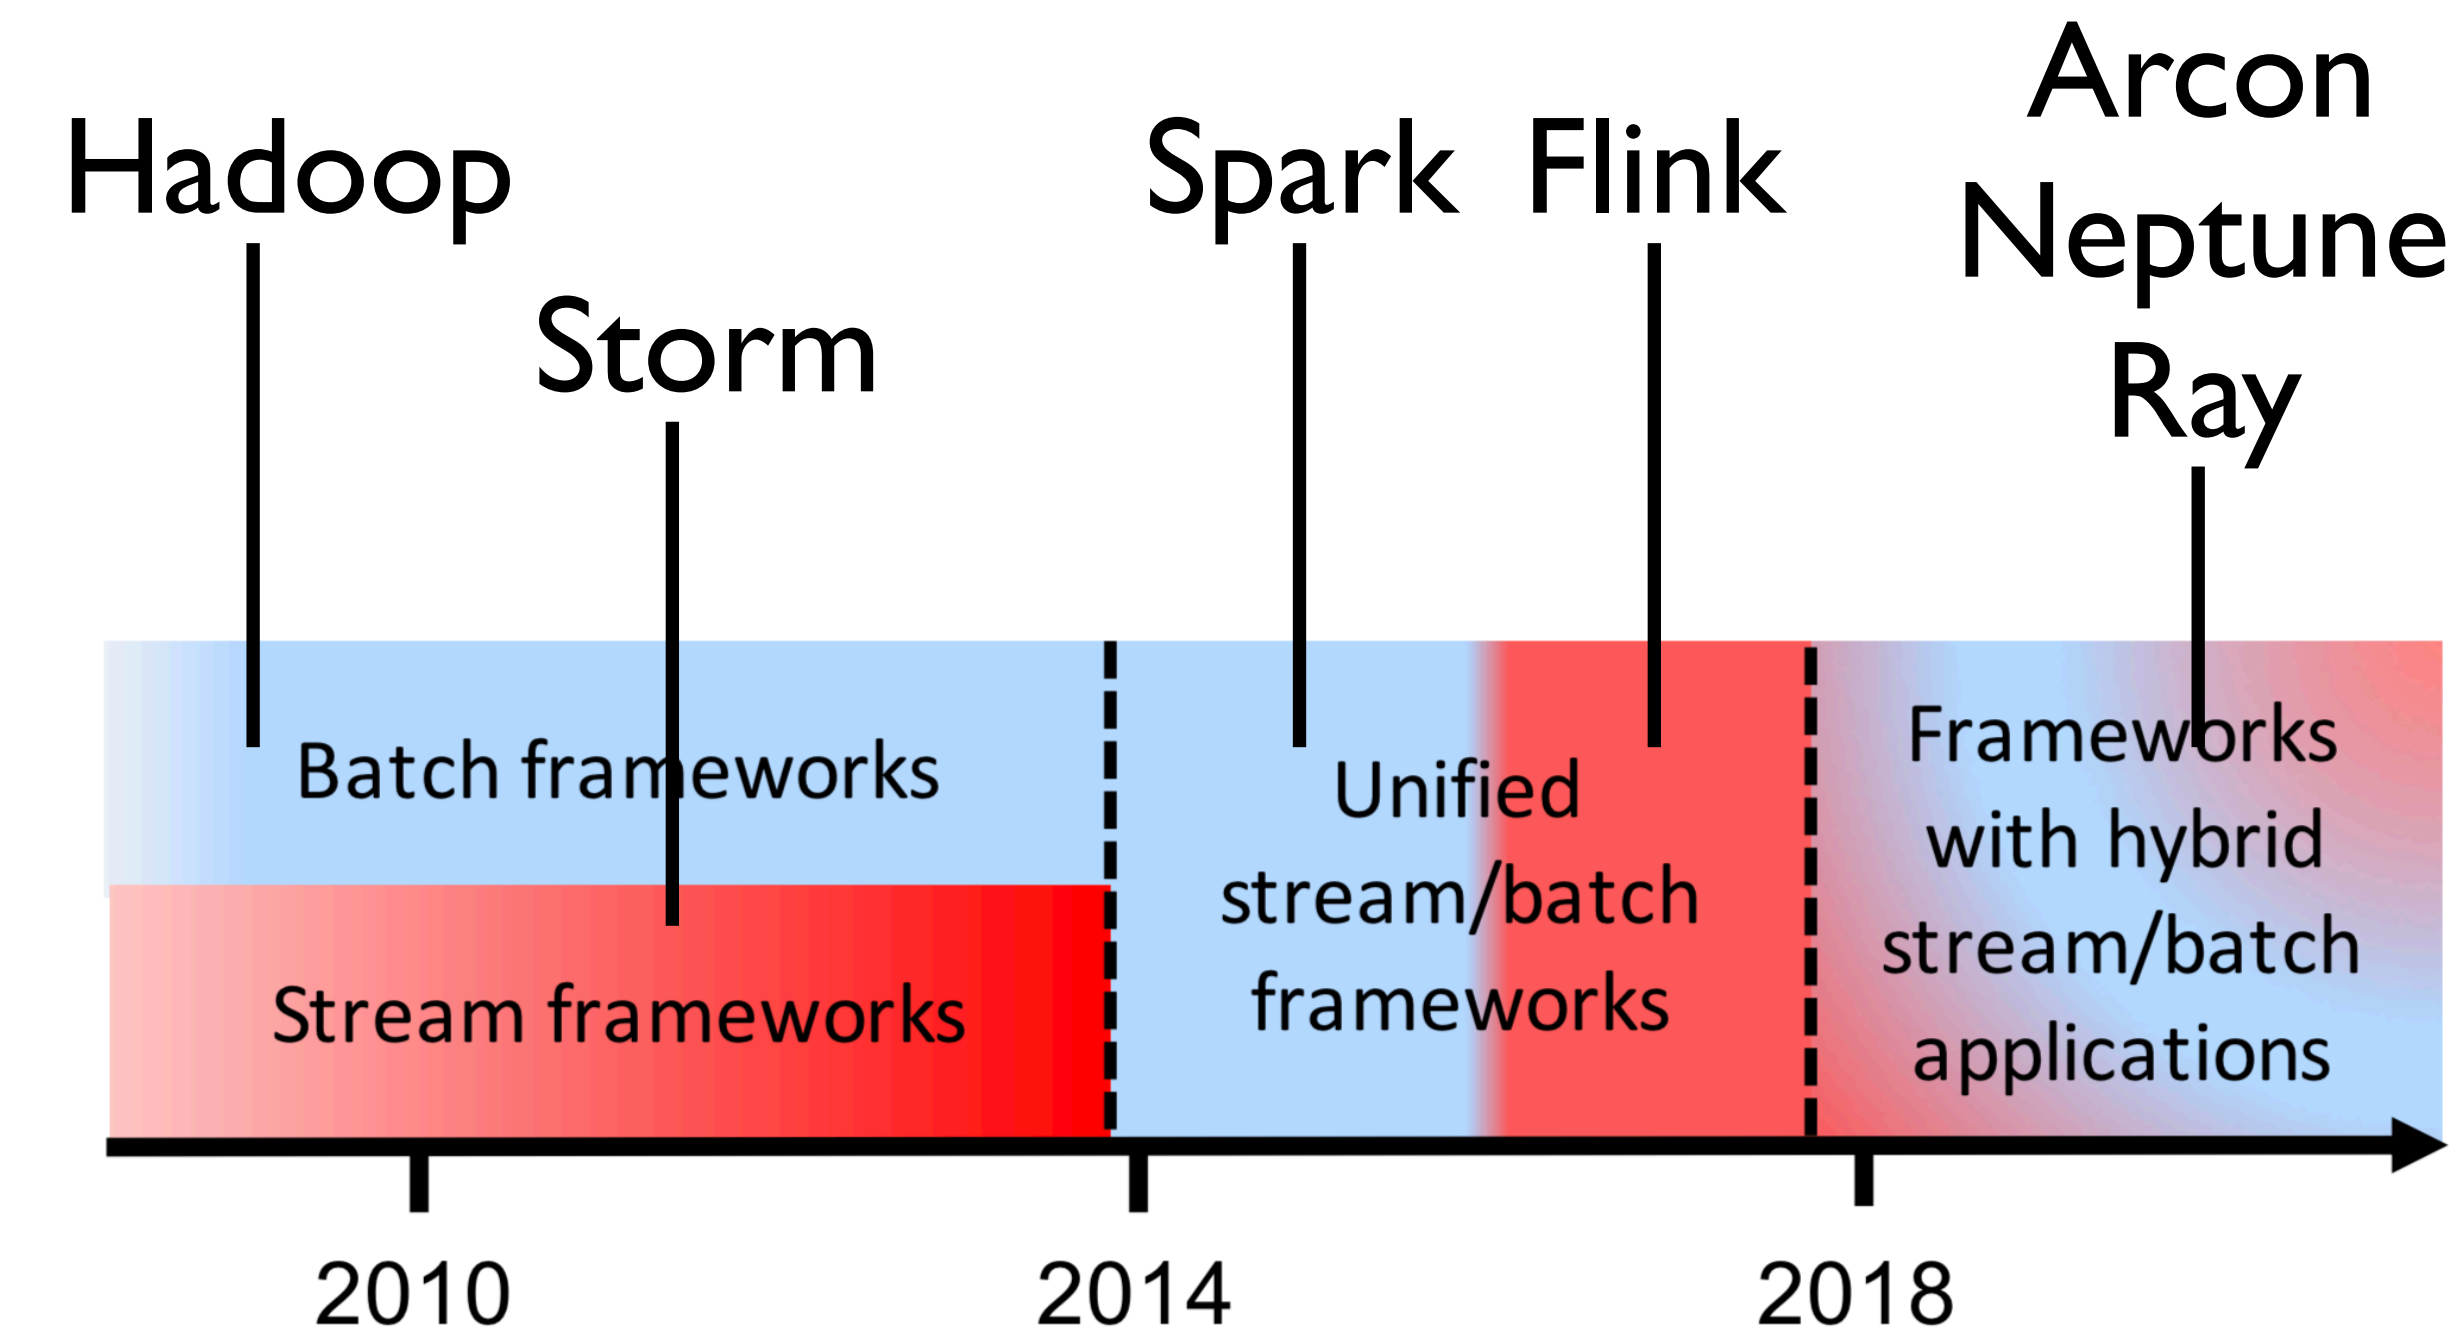 Arcon
Hadoop
Spark
Flink
Neptune
Storm
Ray
Batch frameworks
Stream frameworks
Unified
stream/batch
frameworks
Frameworks
with hybrid
stream/batch
applications
2010
2014
2018